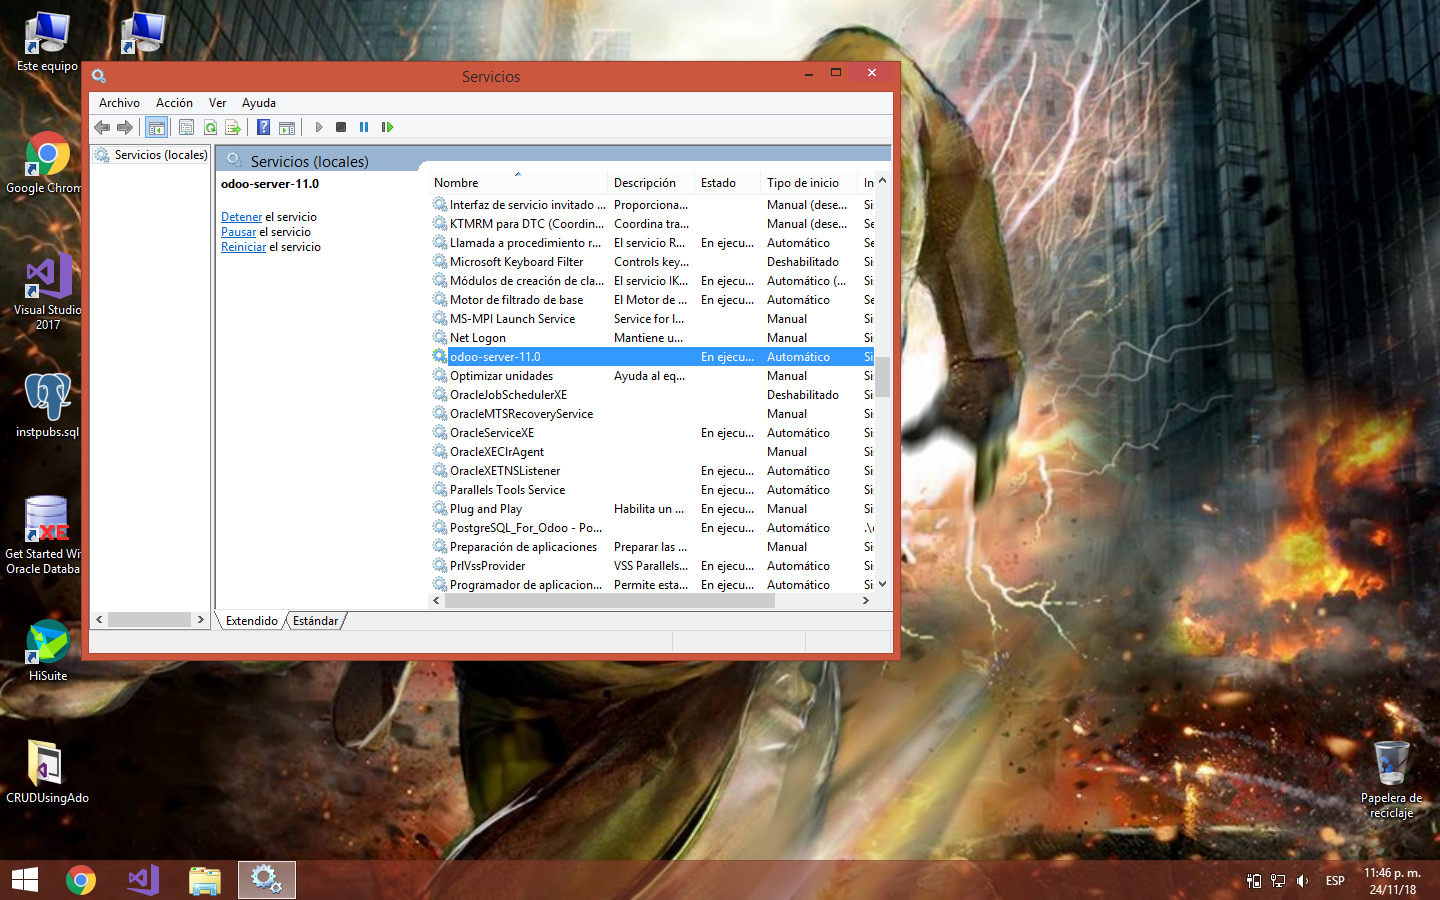 Este equipo
Google Chrom
Visual Studio
2017
instpubs.sql
Get Started Wi
Oracle Databa
HiSuite
CRUDUsingAdo
Servicios
Archivo Acción Ver Ayuda
Servicios (locales)
Servicios (locales)
odoo-server-11.0
Detener el servicio
Pausar el servicio
Reiniciar el servicio
Nombre Descripción Estado Tipo de inicio In
Interfaz de servicio invitado ... Proporciona... Manual (dese... Si
KTMRM para DTC (Coordin... Coordina tra... Manual (dese... Se
Llamada a procedimiento r... El servicio R... En ejecu... Automático Se
Microsoft Keyboard Filter Controls key... Deshabilitado Si
Módulos de creación de cla... El servicio IK... En ejecu... Automático (... Si
Motor de filtrado de base El Motor de ... En ejecu... Automático Se
MS-MPI Launch Service Service for l... Manual Si
Net Logon Mantiene u... Manual Si
odoo-server-11.0 En ejecu... Automático Si
Optimizar unidades Ayuda al eq... Manual Si
OracleJobSchedulerXE Deshabilitado Si
OracleMTSRecoveryService Manual Si
OracleServiceXE En ejecu... Automático Si
OracleXEClrAgent Manual Si
OracleXETNSListener En ejecu... Automático Si
Parallels Tools Service En ejecu... Automático Si
Plug and Play Habilita un ... En ejecu... Manual Si
PostgreSQL_For_Odoo - Po... En ejecu... Automático .\
Preparación de aplicaciones Preparar las ... Manual Si
PrlVssProvider VSS Parallels... En ejecu... Automático Si
Programador de aplicacion... Permite esta... En ejecu... Automático Si
Extendido Estándar
Papelera de
reciclaje
ESP
11:46 p. m.
24/11/18